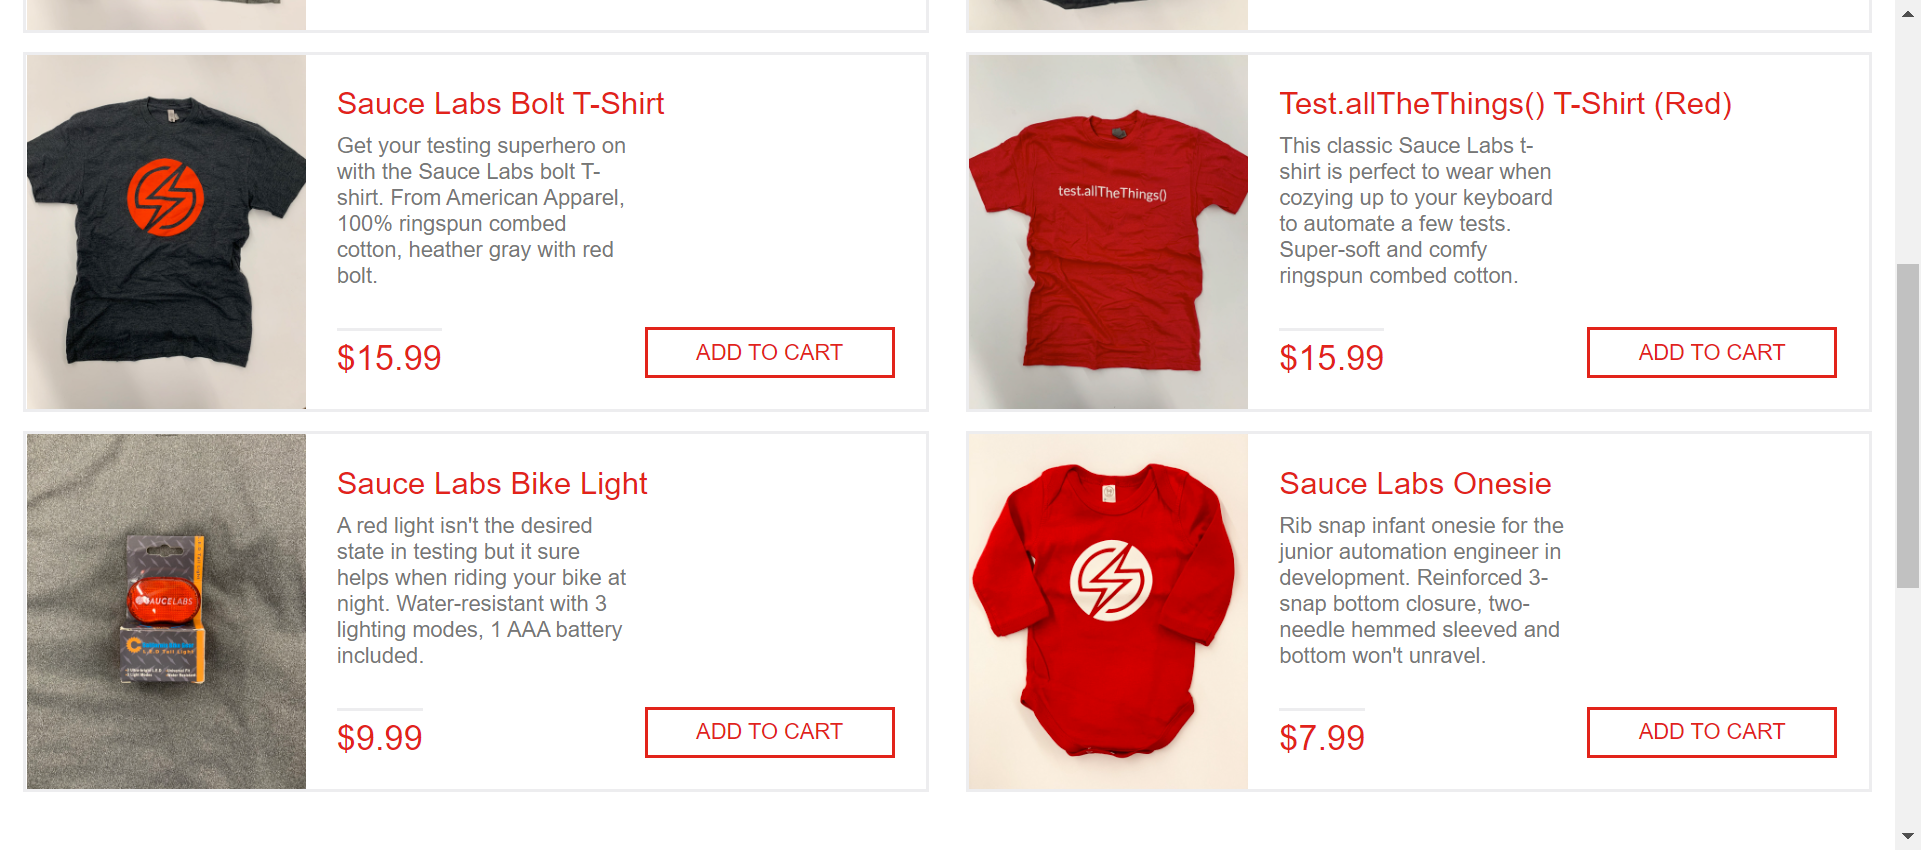 Sauce Labs Bolt T-Shirt
Get your testing superhero on
with the Sauce Labs bolt T-
shirt. From American Apparel,
100% ringspun combed
cotton, heather gray with red
bolt.
$15.99
ADD TO CART
test.allTheThings()
Test.allTheThings() T-Shirt (Red)
This classic Sauce Labs t-
shirt is perfect to wear when
cozying up to your keyboard
to automate a few tests.
Super-soft and comfy
ringspun combed cotton.
$15.99
ADD TO CART
SAUCELABS
Sauce Labs Bike Light
A red light isn't the desired
state in testing but it sure
helps when riding your bike at
night. Water-resistant with 3
lighting modes, 1 AAA battery
included.
$9.99
ADD TO CART
Sauce Labs Onesie
Rib snap infant onesie for the
junior automation engineer in
development. Reinforced 3-
snap bottom closure, two-
needle hemmed sleeved and
bottom won't unravel.
$7.99
ADD TO CART